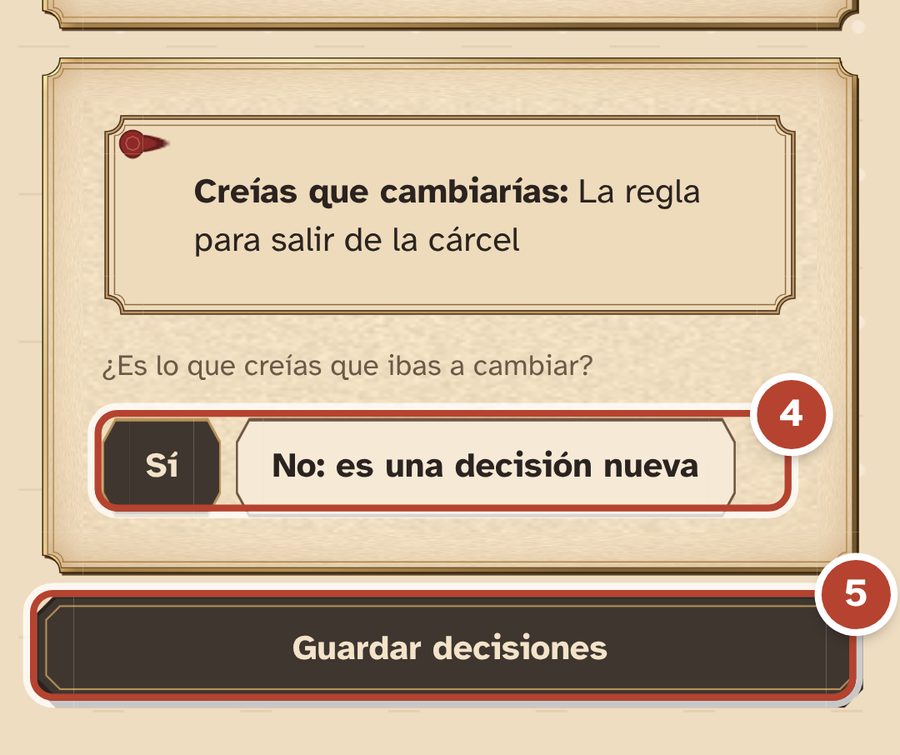 Creías que cambiarías: La regla
para salir de la cárcel
¿Es lo que creías que ibas a cambiar?
4
Sí
No: es una decisión nueva
5
Guardar decisiones